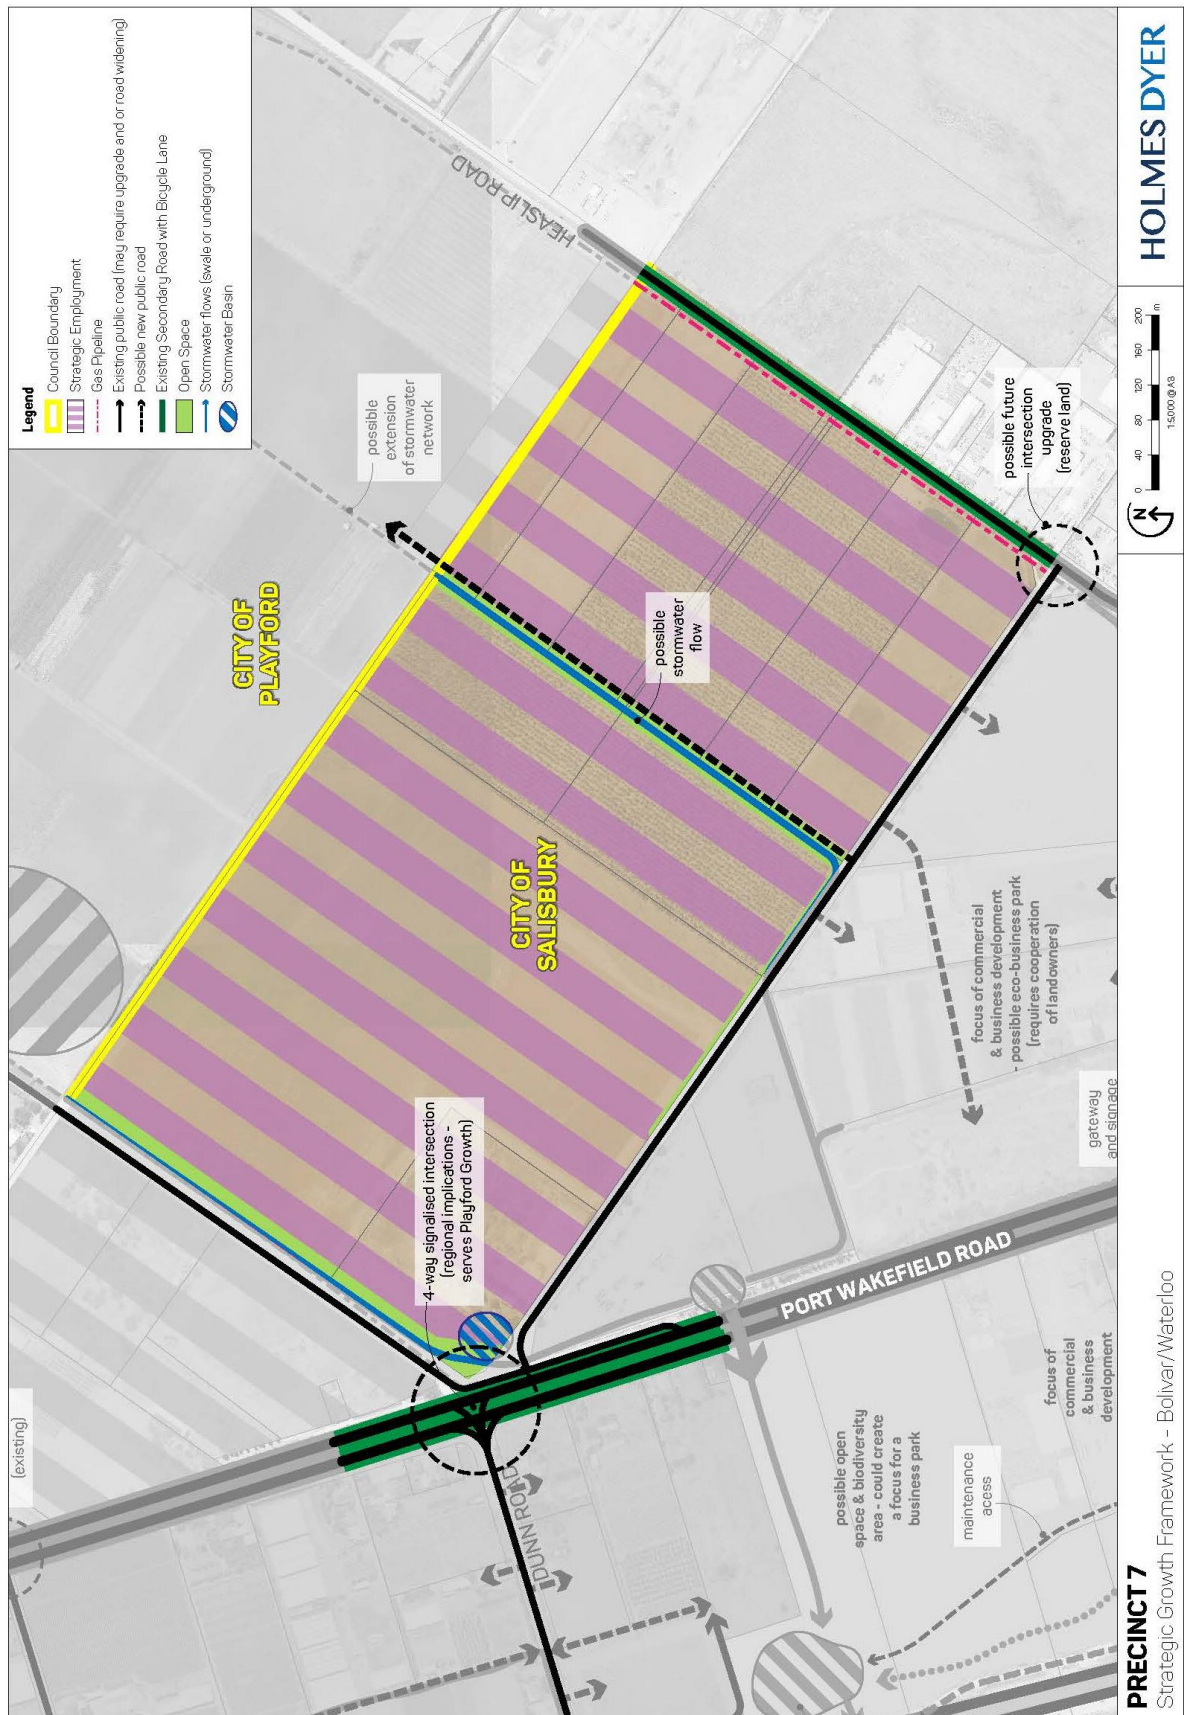 Legend
Council Boundary
Strategic Employment
Gas Pipeline
Existing public road (may require upgrade and or road widening)
Possible new public road
Existing Secondary Road with Bicycle Lane
Open Space
Stormwater flows (swale or underground)
Stormwater Basin
HEASLIP ROAD
possible
extension
of stormwater
network
CITY OF
PLAYFORD
possible
stormwater
flow
possible future
intersection
upgrade
(reserve land)
CITY OF
SALISBURY
focus of commercial
& business development
- possible eco-business park
(requires cooperation
of landowners)
gateway
and signage
4-way signalised intersection
(regional implications -
serves Playford Growth)
PORT WAKEFIELD ROAD
(existing)
DUNN ROAD
possible open
space & biodiversity
area - could create
a focus for a
business park
focus of
commercial
& business
development
maintenance
acess
PRECINCT 7
Strategic Growth Framework - Bolivar/Waterloo
N
0 40 80 120 160 200
m
1:5,000 @ A3
HOLMES DYER